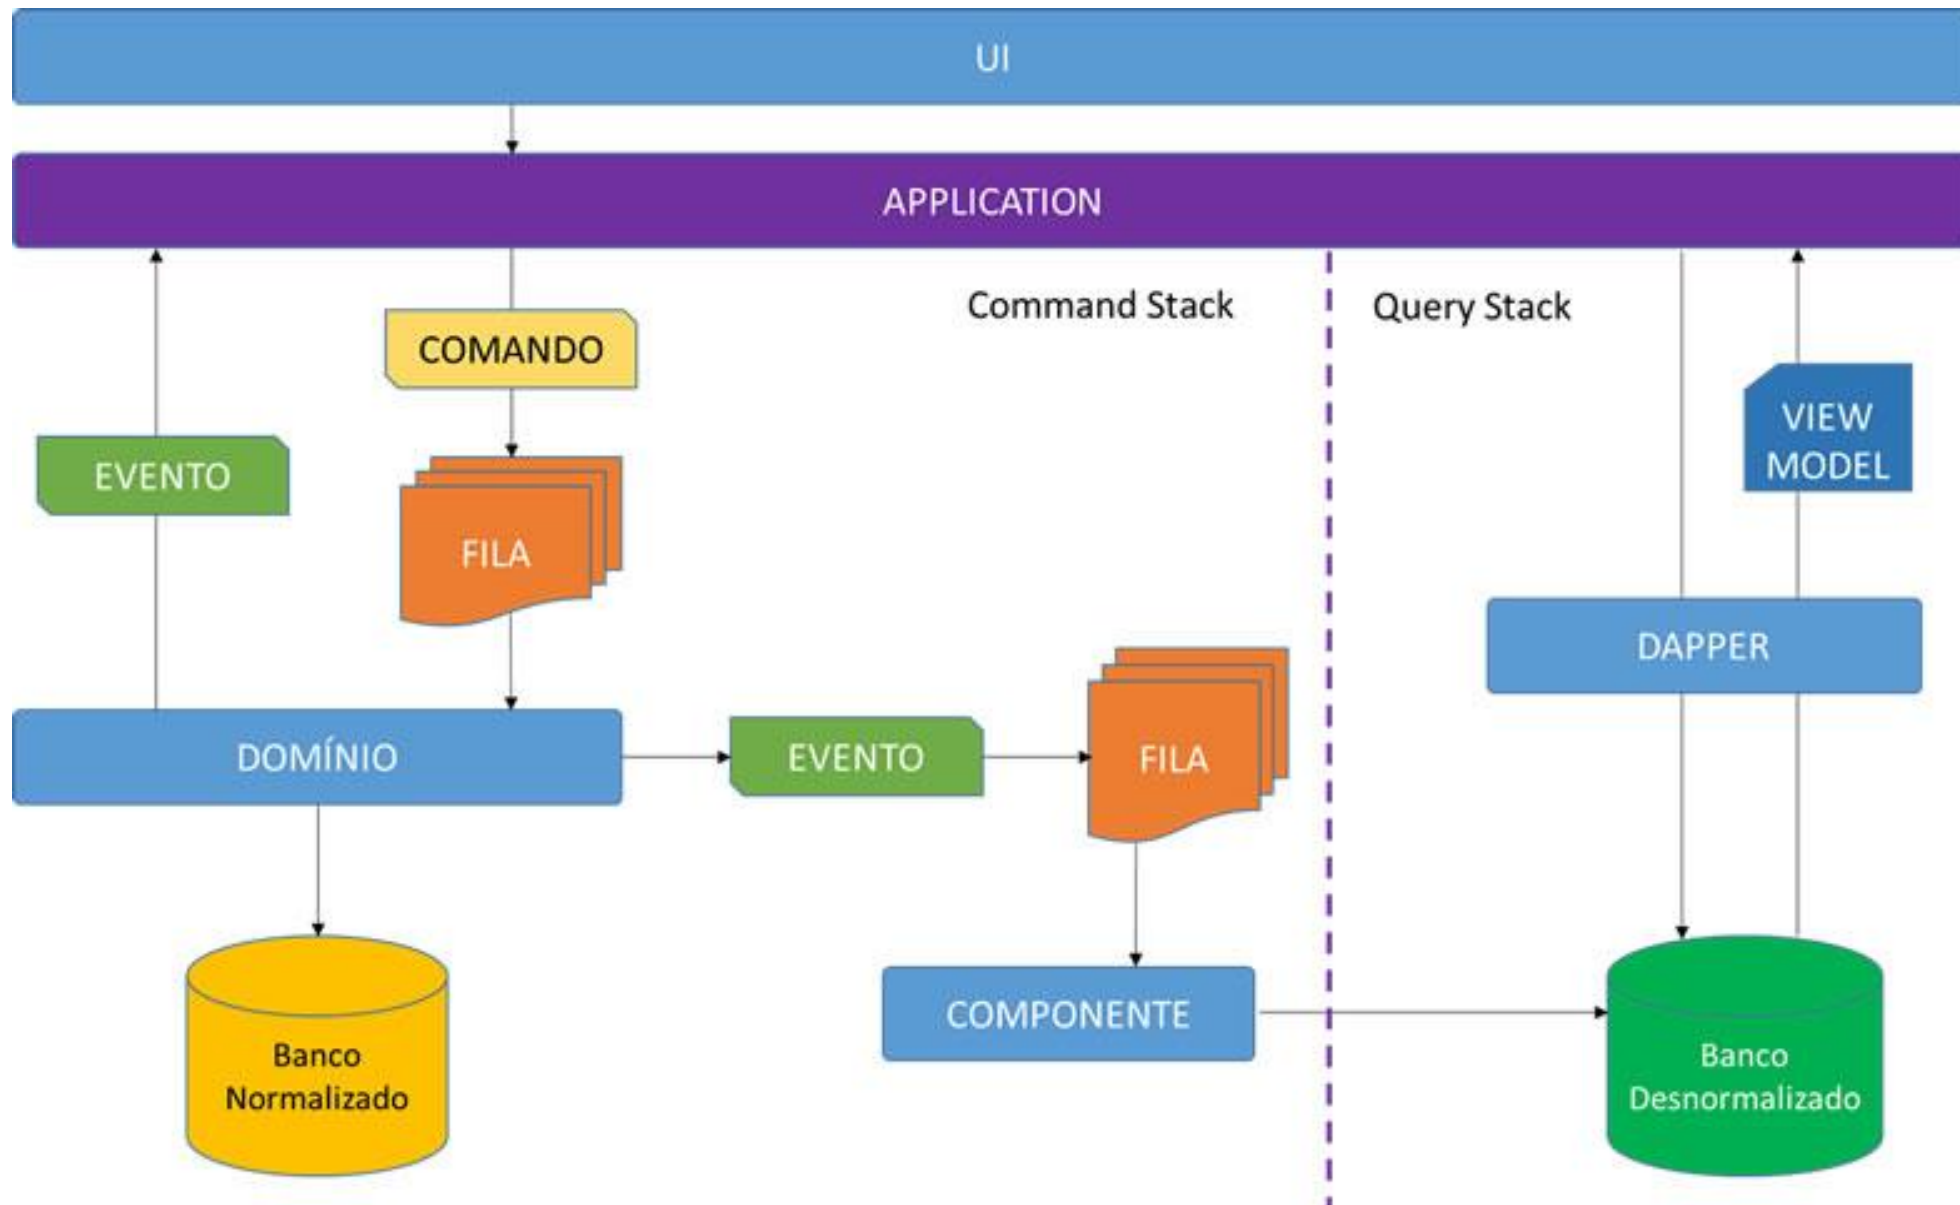 UI
APPLICATION
Command Stack
Query Stack
COMANDO
VIEW
MODEL
EVENTO
FILA
DAPPER
DOMÍNIO
EVENTO
FILA
COMPONENTE
Banco
Normalizado
Banco
Desnormalizado